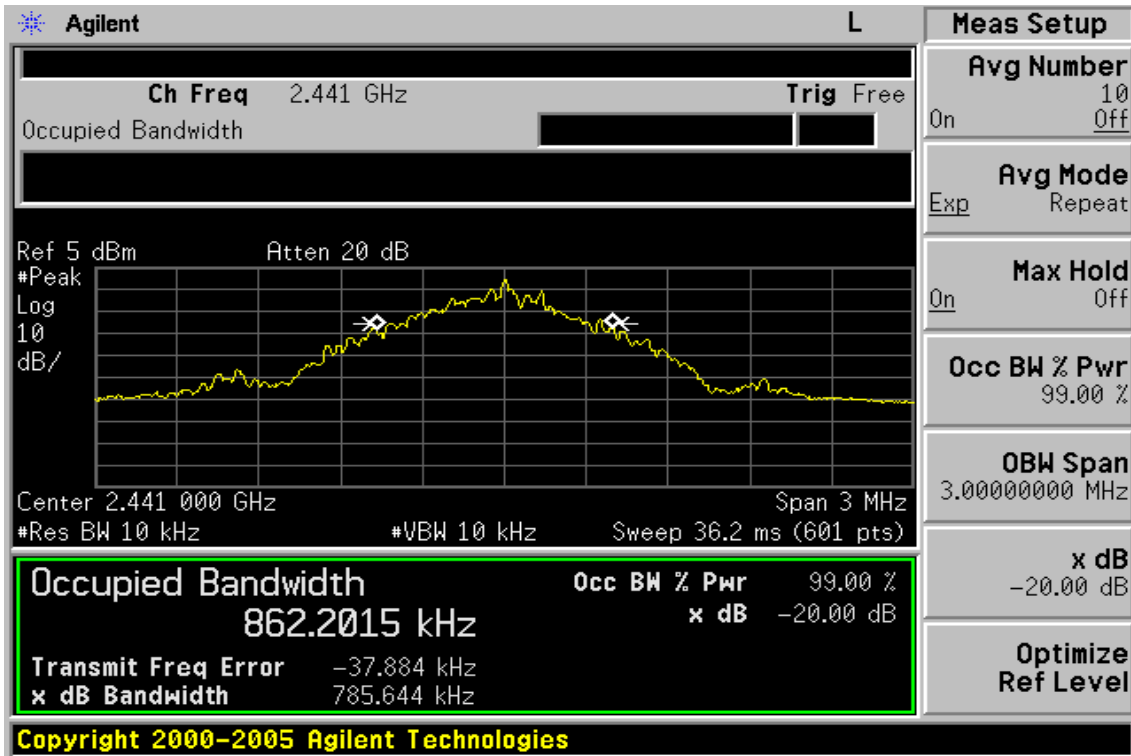 Agilent L
Ch Freq 2.441 GHz Trig Free
Occupied Bandwidth
Ref 5 dBm Atten 20 dB
#Peak
Log
10
dB/
Center 2.441 000 GHz Span 3 MHz
#Res BW 10 kHz #VBW 10 kHz Sweep 36.2 ms (601 pts)
Occupied Bandwidth Occ BW % Pwr 99.00 %
862.2015 kHz x dB -20.00 dB
Transmit Freq Error -37.884 kHz
x dB Bandwidth 785.644 kHz
Copyright 2000-2005 Agilent Technologies
Meas Setup
Avg Number
10
On Off
Avg Mode
Exp Repeat
Max Hold
On Off
Occ BW % Pwr
99.00 %
OBW Span
3.00000000 MHz
x dB
-20.00 dB
Optimize
Ref Level